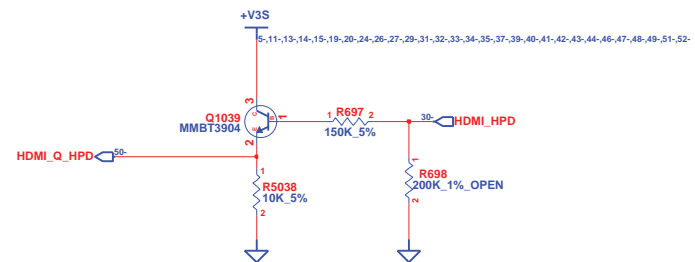 +V3S
5-,11-,13-,14-,15-,19-,20-,24-,26-,27-,29-,31-,32-,33-,34-,35-,37-,39-,40-,41-,42-,43-,44-,46-,47-,48-,49-,51-,52-
3
C
Q1039
MMBT3904
B
1
E
2
1
R697
2
150K_5%
30-
HDMI_HPD
HDMI_Q_HPD
50-
1
R5038
10K_5%
2
1
R698
200K_1%_OPEN
2